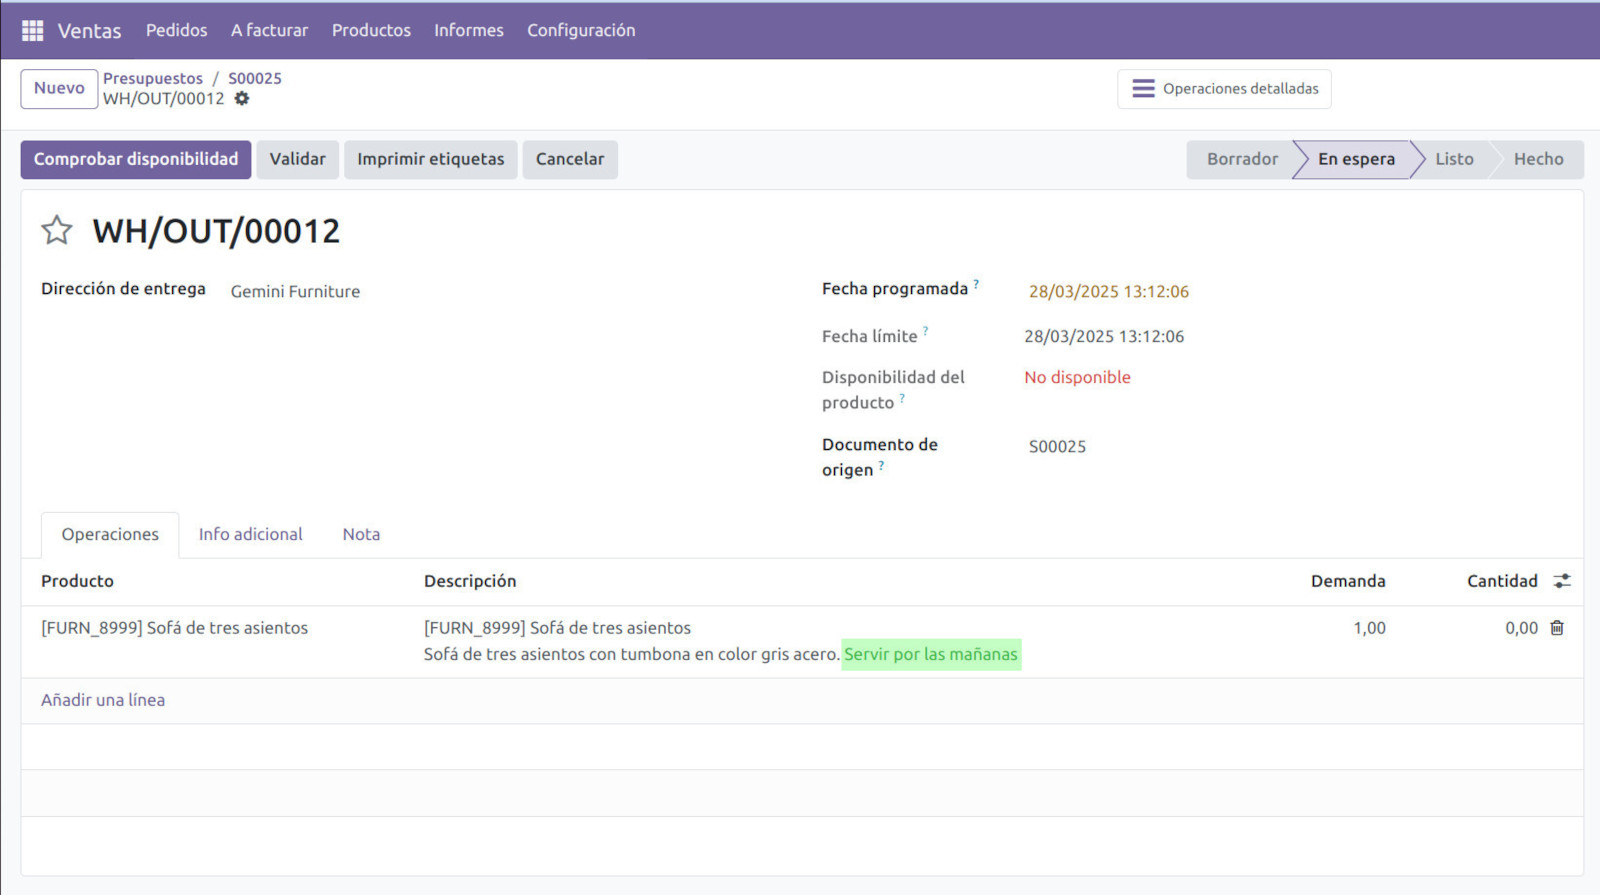 Ventas Pedidos A facturar Productos Informes Configuración
Nuevo
Presupuestos / S00025
WH/OUT/00012
Operaciones detalladas
Comprobar disponibilidad Validar Imprimir etiquetas Cancelar
Borrador En espera Listo Hecho
WH/OUT/00012
Dirección de entrega Gemini Furniture
Fecha programada ? 28/03/2025 13:12:06
Fecha límite ? 28/03/2025 13:12:06
Disponibilidad del
producto ?
No disponible
Documento de
origen ?
S00025
Operaciones Info adicional Nota
Producto Descripción Demanda Cantidad
[FURN_8999] Sofá de tres asientos [FURN_8999] Sofá de tres asientos 1,00 0,00
Sofá de tres asientos con tumbona en color gris acero. Servir por las mañanas
Añadir una línea